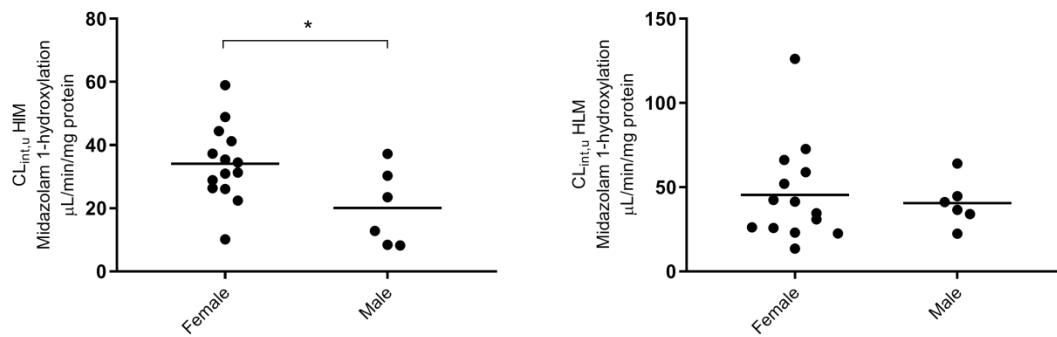 CLint,u HIM
Midazolam 1-hydroxylation
µL/min/mg protein
80
60
40
20
0
*
Female
Male
CLint,u HLM
Midazolam 1-hydroxylation
µL/min/mg protein
150
100
50
0
Female
Male